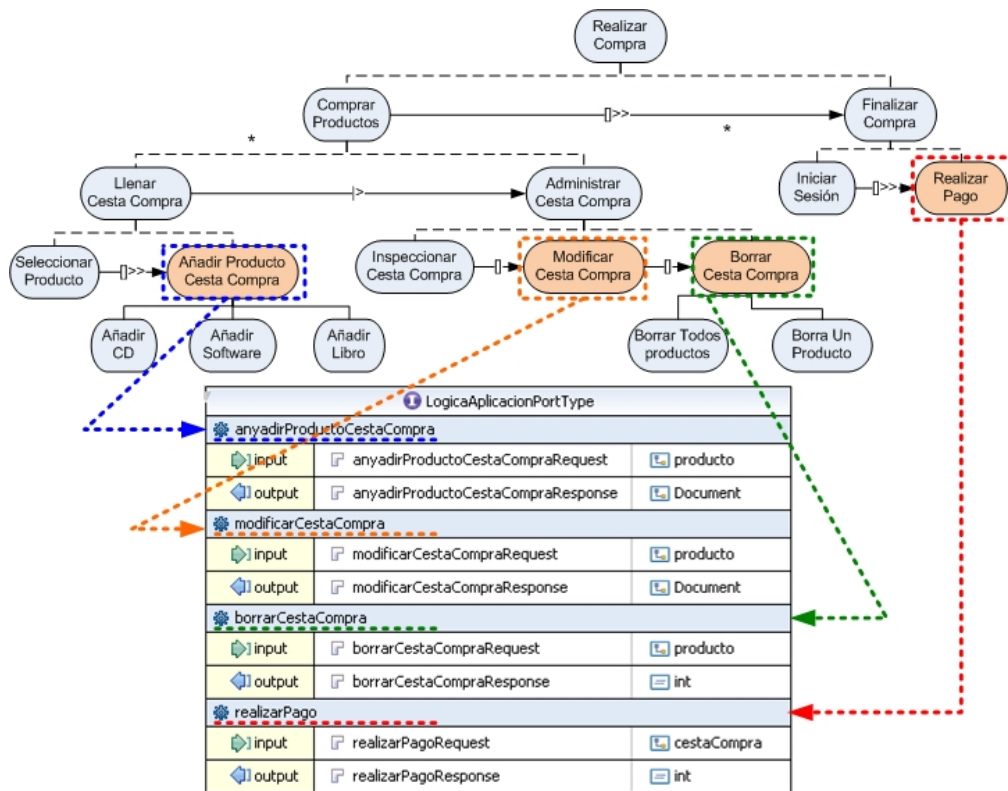 Realizar
Compra
Comprar
Productos
[]>>
Finalizar
Compra
*
*
Llenar
Cesta Compra
|>
Administrar
Cesta Compra
Iniciar
Sesión
[]>>
Realizar
Pago
Seleccionar
Producto
[]>>
Añadir Producto
Cesta Compra
Inspeccionar
Cesta Compra
[]
Modificar
Cesta Compra
[]
Borrar
Cesta Compra
Añadir
CD
Añadir
Software
Añadir
Libro
Borrar Todos
productos
Borra Un
Producto
I LogicaAplicacionPortType
anyadirProductoCestaCompra
input anyadirProductoCestaCompraRequest producto
output anyadirProductoCestaCompraResponse Document
modificarCestaCompra
input modificarCestaCompraRequest producto
output modificarCestaCompraResponse Document
borrarCestaCompra
input borrarCestaCompraRequest producto
output borrarCestaCompraResponse int
realizarPago
input realizarPagoRequest cestaCompra
output realizarPagoResponse int